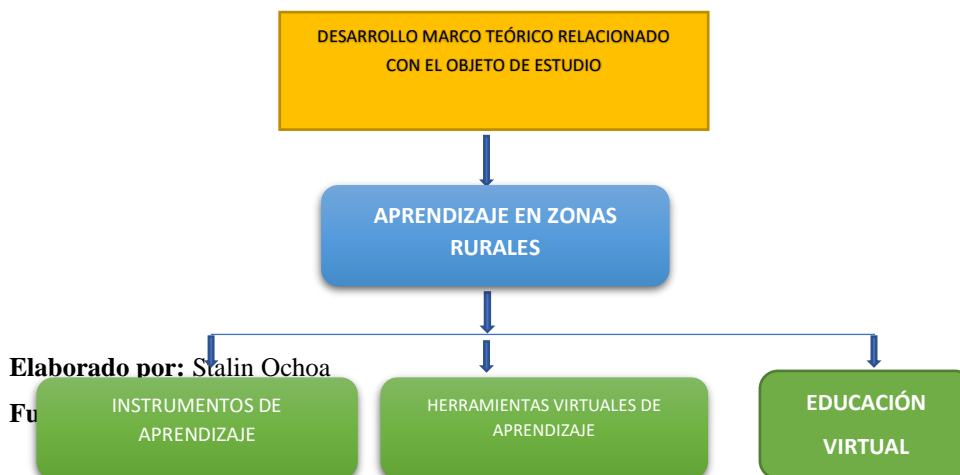 DESARROLLO MARCO TEÓRICO RELACIONADO
CON EL OBJETO DE ESTUDIO
APRENDIZAJE EN ZONAS
RURALES
Elaborado por: Stalin Ochoa
INSTRUMENTOS DE
APRENDIZAJE
HERRAMIENTAS VIRTUALES DE
APRENDIZAJE
EDUCACIÓN
VIRTUAL